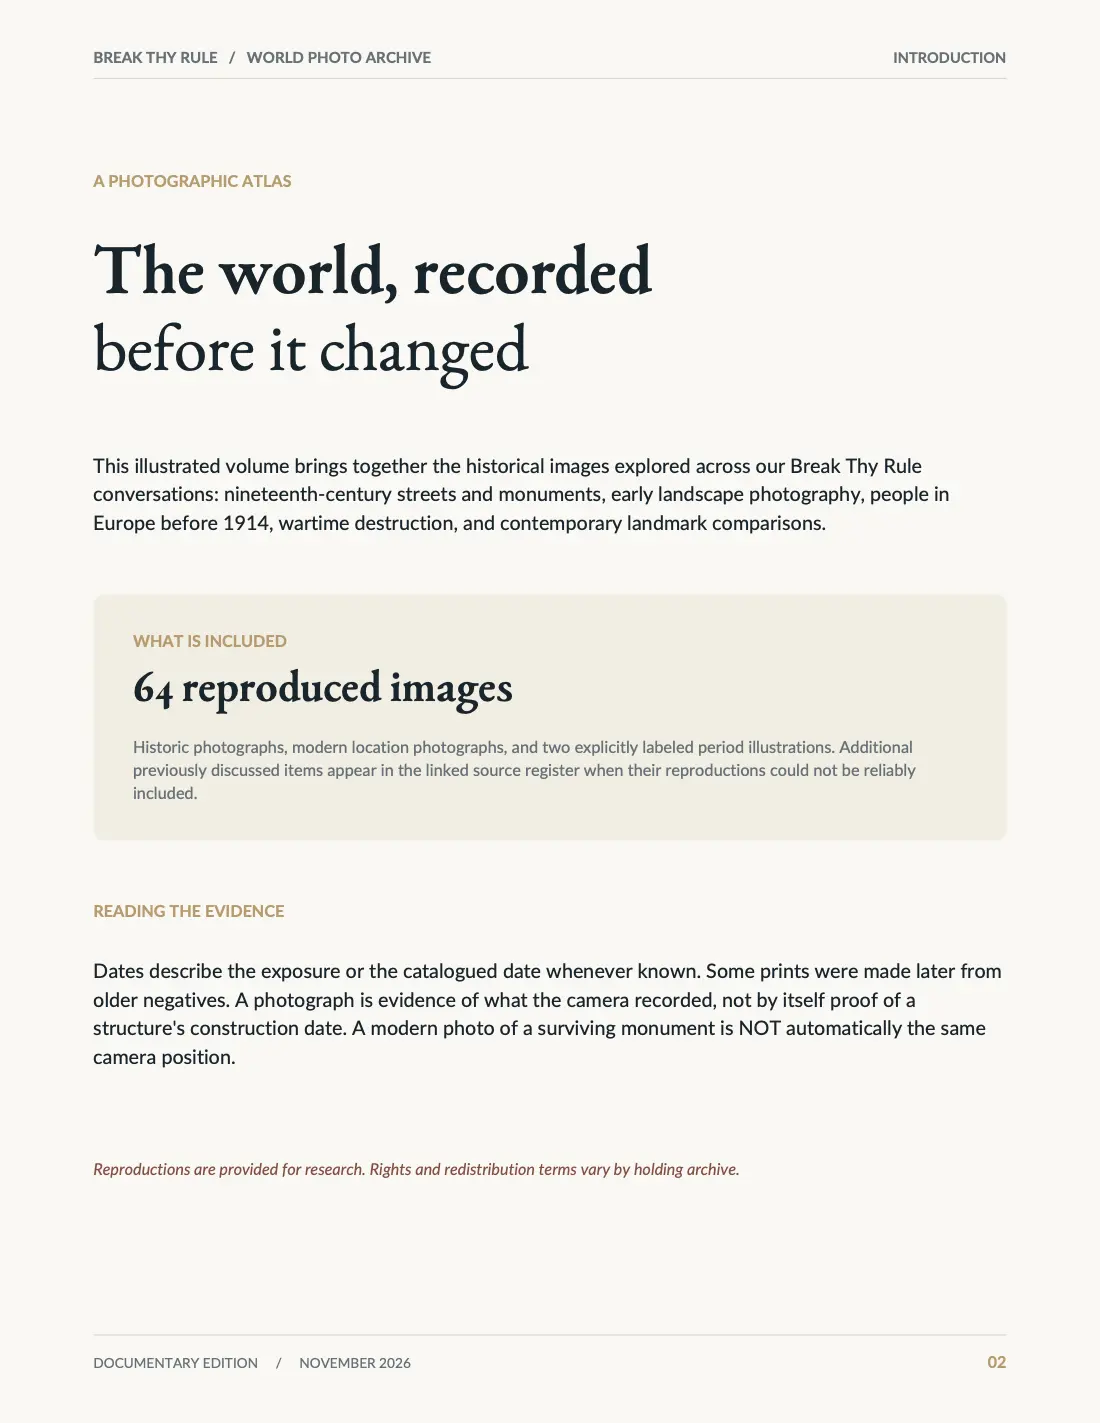 BREAK THY RULE / WORLD PHOTO ARCHIVE
INTRODUCTION
A PHOTOGRAPHIC ATLAS
The world, recorded
before it changed
This illustrated volume brings together the historical images explored across our Break Thy Rule
conversations: nineteenth-century streets and monuments, early landscape photography, people in
Europe before 1914, wartime destruction, and contemporary landmark comparisons.
WHAT IS INCLUDED
64 reproduced images
Historic photographs, modern location photographs, and two explicitly labeled period illustrations. Additional
previously discussed items appear in the linked source register when their reproductions could not be reliably
included.
READING THE EVIDENCE
Dates describe the exposure or the catalogued date whenever known. Some prints were made later from
older negatives. A photograph is evidence of what the camera recorded, not by itself proof of a
structure's construction date. A modern photo of a surviving monument is NOT automatically the same
camera position.
Reproductions are provided for research. Rights and redistribution terms vary by holding archive.
DOCUMENTARY EDITION / NOVEMBER 2026
02